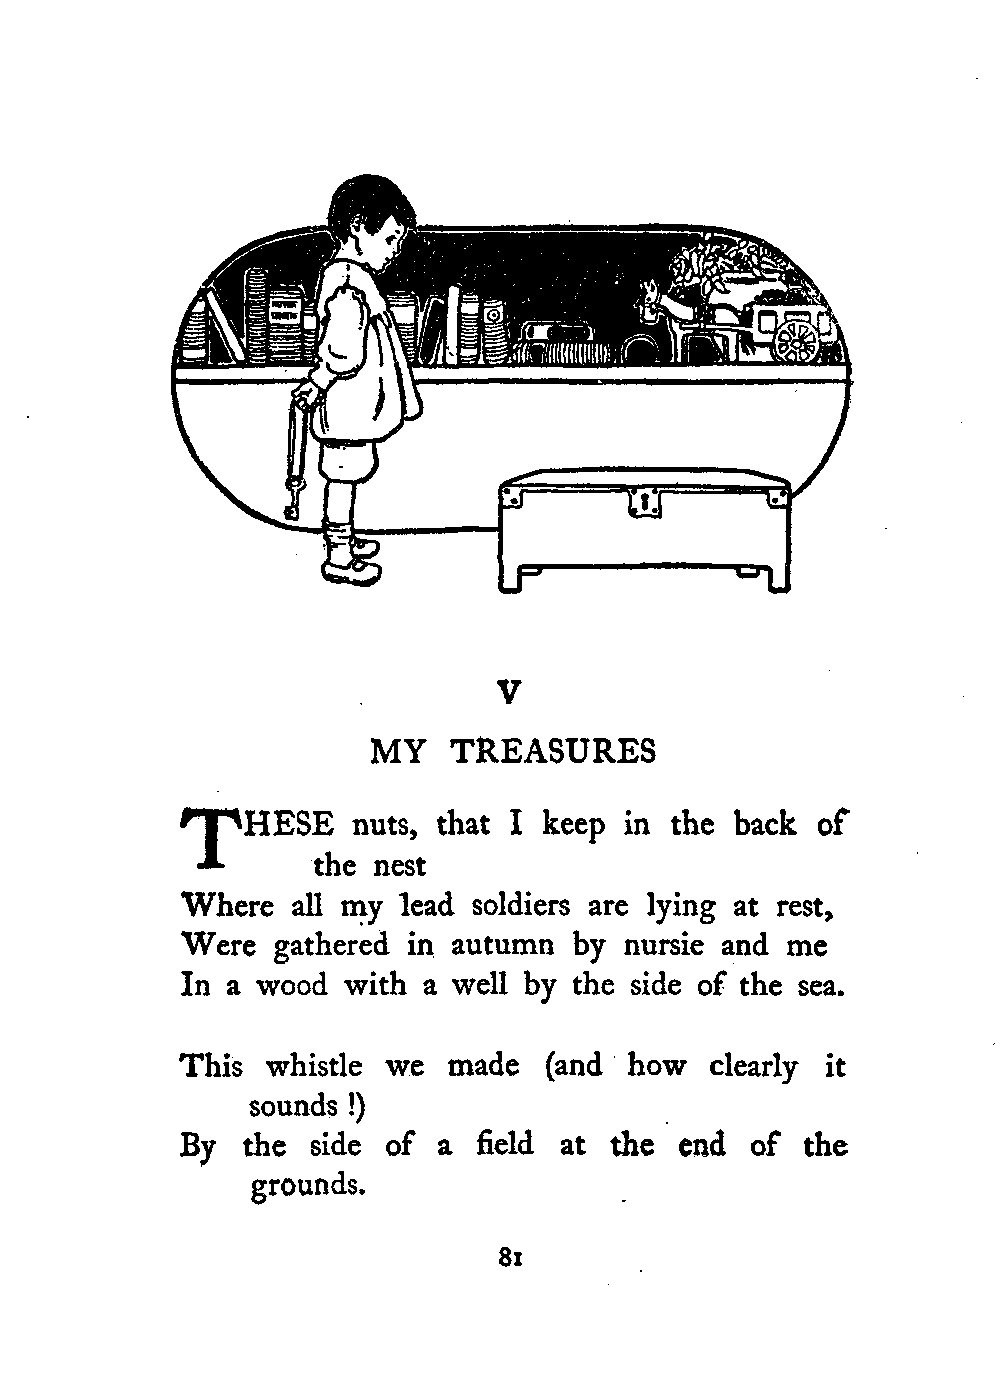 V
MY TREASURES
THESE nuts, that I keep in the back of
the nest
Where all my lead soldiers are lying at rest,
Were gathered in autumn by nursie and me
In a wood with a well by the side of the sea.
This whistle we made (and how clearly it
sounds !)
By the side of a field at the end of the
grounds.
81